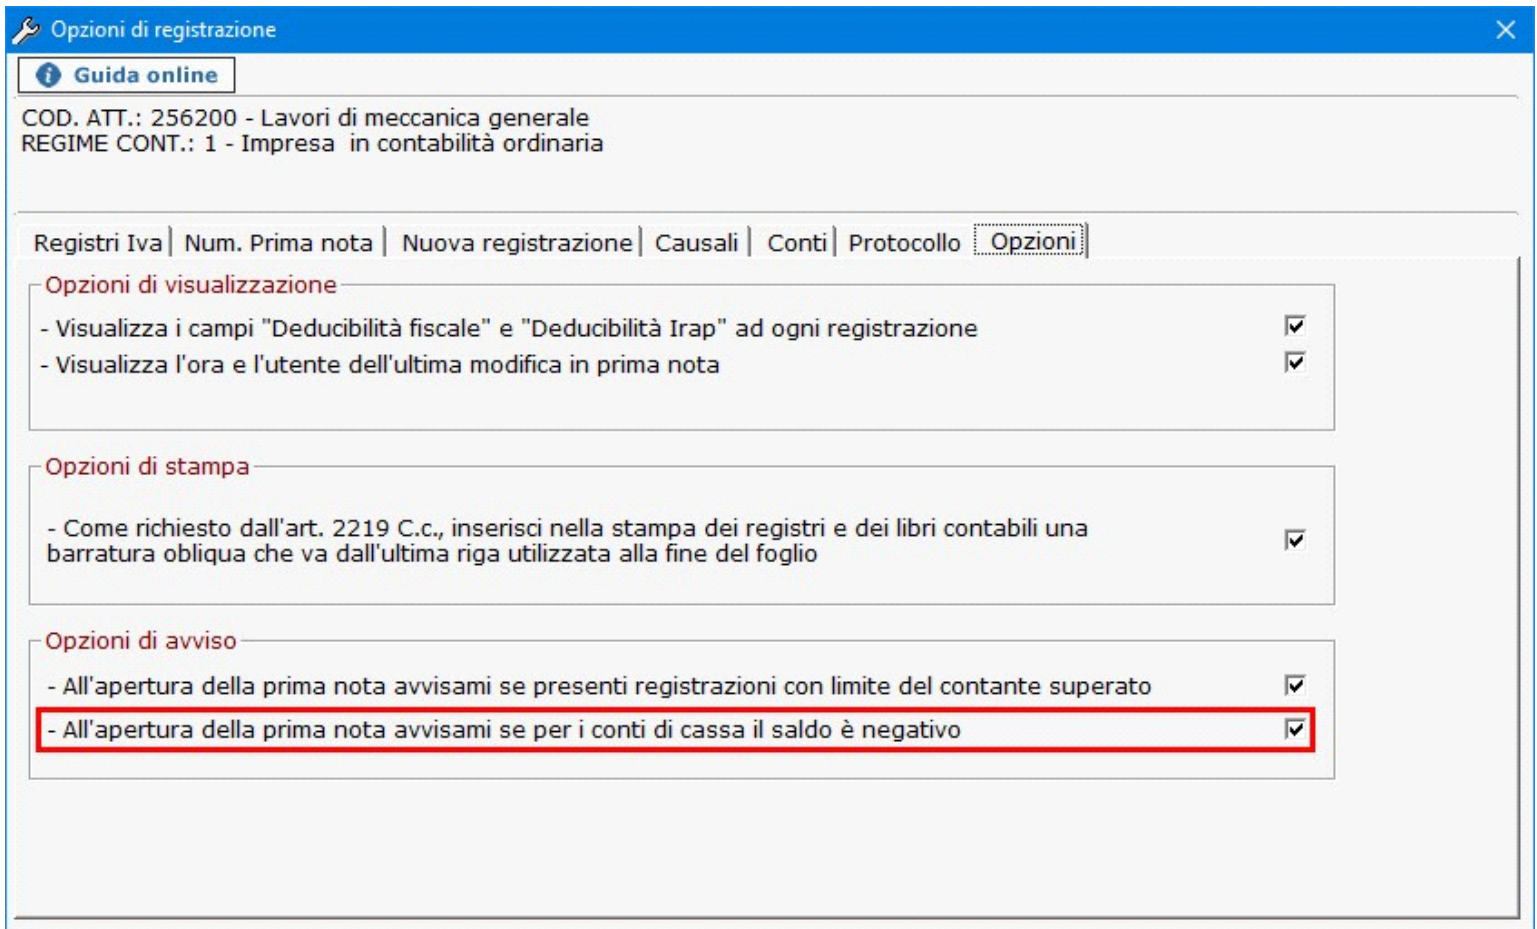 Opzioni di registrazione
Guida online
COD. ATT.: 256200 - Lavori di meccanica generale
REGIME CONT.: 1 - Impresa  in contabilità ordinaria
Registri Iva Num. Prima nota Nuova registrazione Causali Conti Protocollo Opzioni
Opzioni di visualizzazione
- Visualizza i campi "Deducibilità fiscale" e "Deducibilità Irap" ad ogni registrazione
- Visualizza l'ora e l'utente dell'ultima modifica in prima nota
Opzioni di stampa
- Come richiesto dall'art. 2219 C.c., inserisci nella stampa dei registri e dei libri contabili una
barratura obliqua che va dall'ultima riga utilizzata alla fine del foglio
Opzioni di avviso
- All'apertura della prima nota avvisami se presenti registrazioni con limite del contante superato
- All'apertura della prima nota avvisami se per i conti di cassa il saldo è negativo